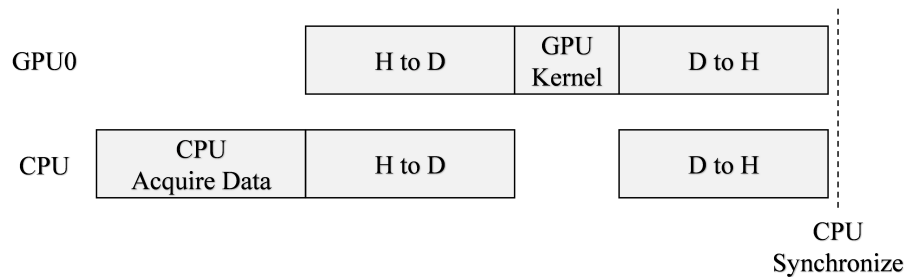 GPU0
H to D
GPU
Kernel
D to H
CPU
CPU
Acquire Data
H to D
D to H
CPU
Synchronize